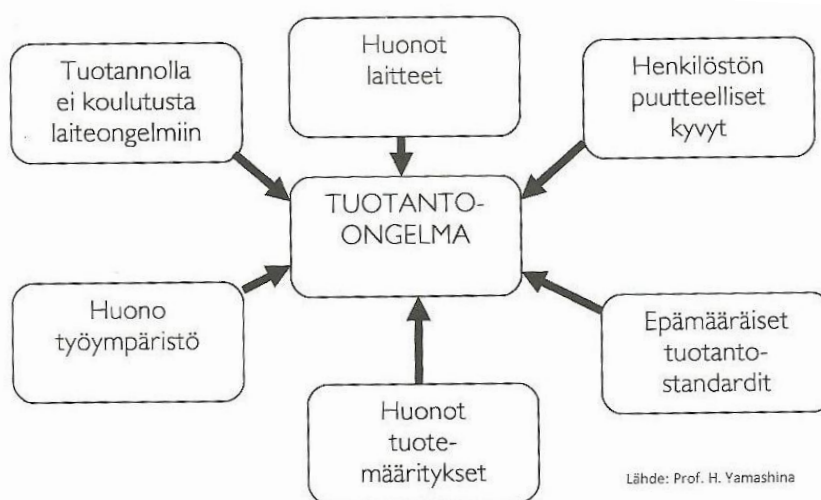 Tuotannolla
ei koulutusta
laiteongelmiin
Huonot
laitteet
Henkilöstön
puutteelliset
kyvyt
TUOTANTO-
ONGELMA
Huono
työympäristö
Huonot
tuote-
määritykset
Epämääräiset
tuotanto-
standardit
Lähde: Prof. H. Yamashina